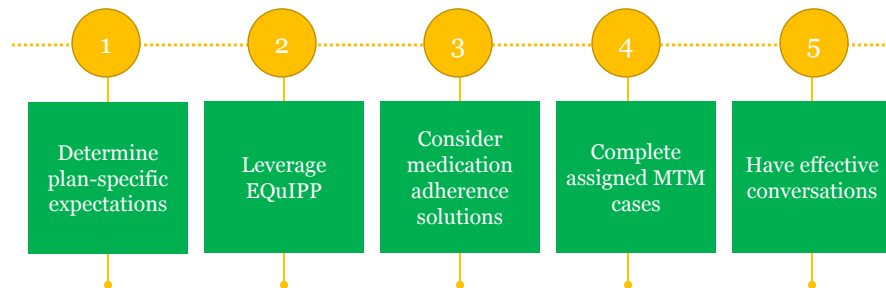 1
2
3
4
5
Determine
plan-specific
expectations
Leverage
EQuIPP
Consider
medication
adherence
solutions
Complete
assigned MTM
cases
Have effective
conversations